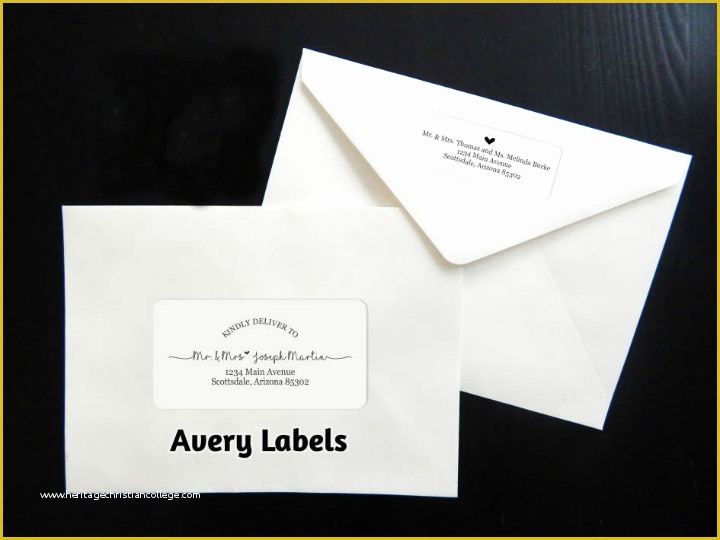 Mr. & Mrs. Thomas and Ms. Melinda Burke
1234 Main Avenue
Scottsdale, Arizona 85302
KINDLY DELIVER TO
Mr. & Mrs Joseph Martin
1234 Main Avenue
Scottsdale, Arizona 85302
Avery Labels
www.heritagechristiancollege.com